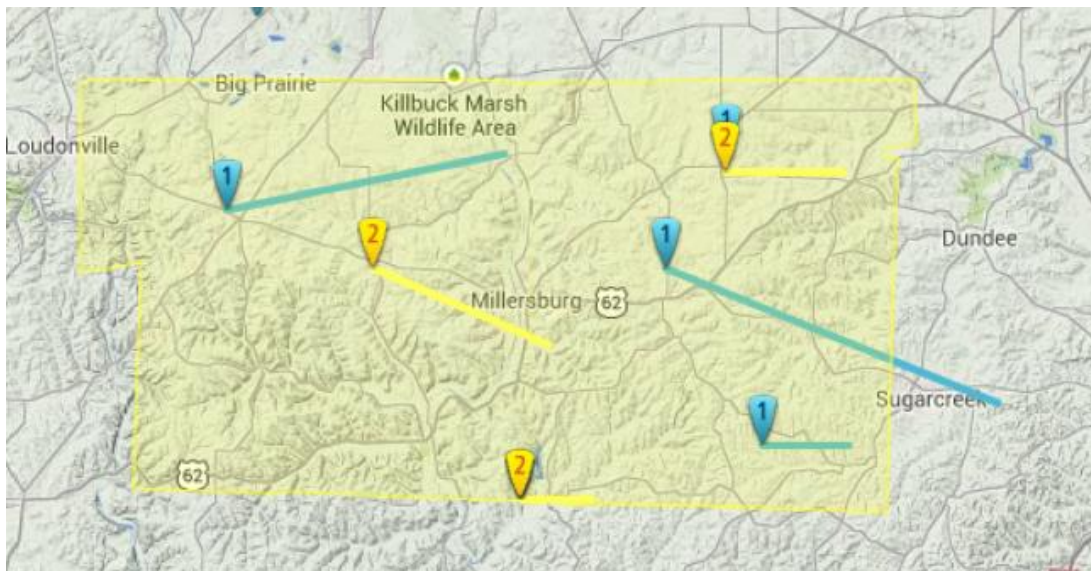 Big Prairie
Killbuck Marsh
Wildlife Area
Loudonville
1
2
1
2
1
Dundee
Millersburg
62
Sugarcreek
1
2
62